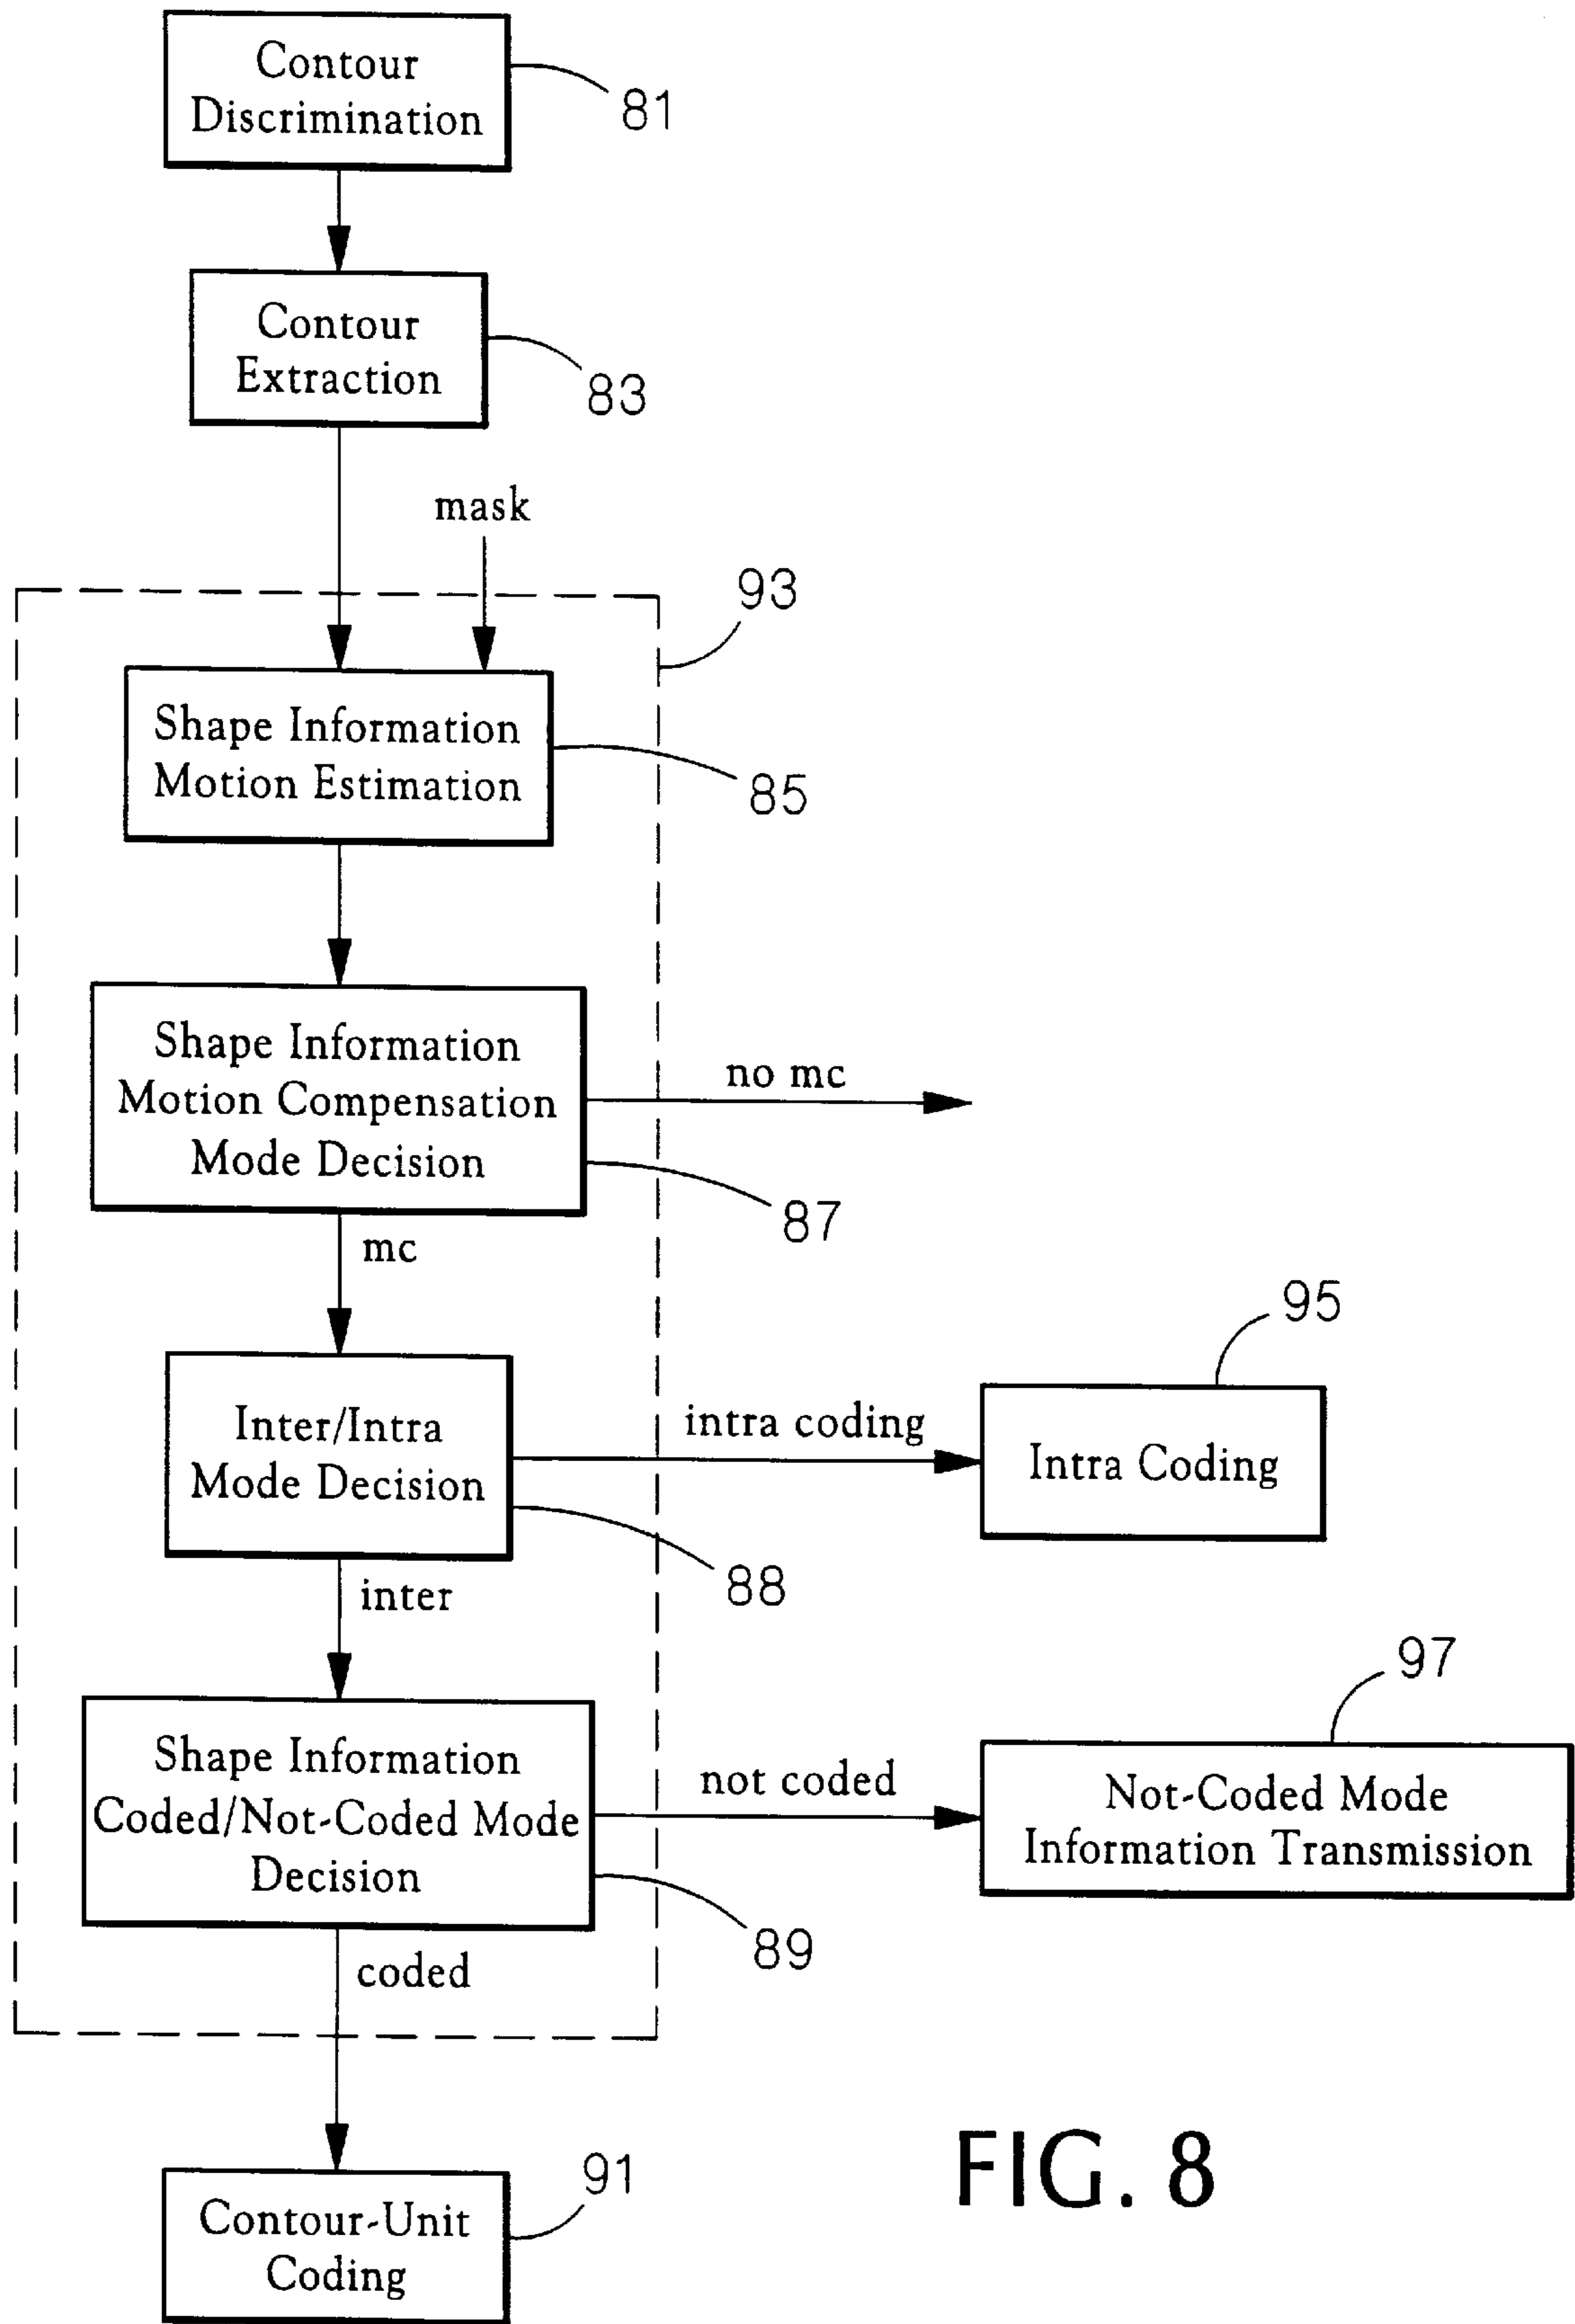 Contour
Discrimination
81
Contour
Extraction
83
mask
93
Shape Information
Motion Estimation
85
Shape Information
Motion Compensation
Mode Decision
no mc
87
mc
95
Inter/Intra
Mode Decision
intra coding
Intra Coding
88
inter
97
Shape Information
Coded/Not-Coded Mode
Decision
not coded
Not-Coded Mode
Information Transmission
89
coded
91
Contour-Unit
Coding
FIG. 8